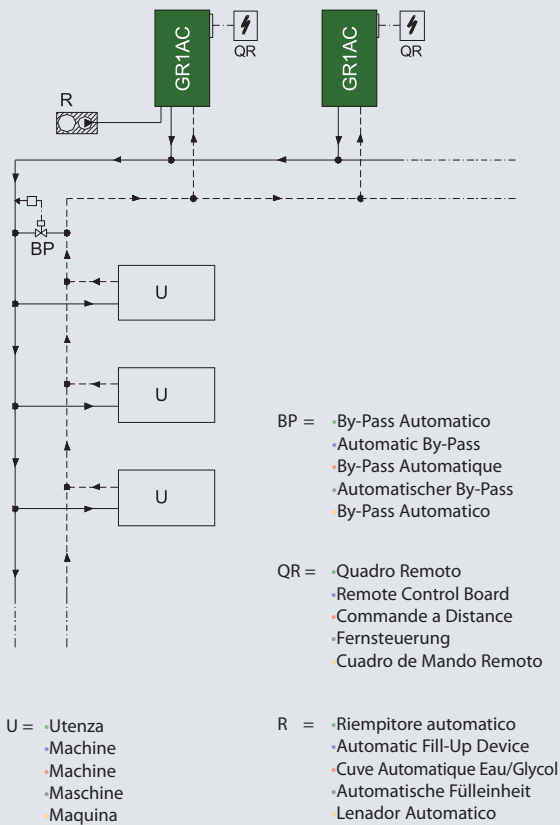 GR1AC
QR
GR1AC
QR
R
BP
U
U
U
BP = •By-Pass Automatico
•Automatic By-Pass
•By-Pass Automatique
•Automatischer By-Pass
•By-Pass Automatico
QR = •Quadro Remoto
•Remote Control Board
•Commande a Distance
•Fernsteuerung
•Cuadro de Mando Remoto
U = •Utenza
•Machine
•Machine
•Maschine
•Maquina
R = •Riempitore automatico
•Automatic Fill-Up Device
•Cuve Automatique Eau/Glycol
•Automatische Fülleinheit
•Lenador Automatico